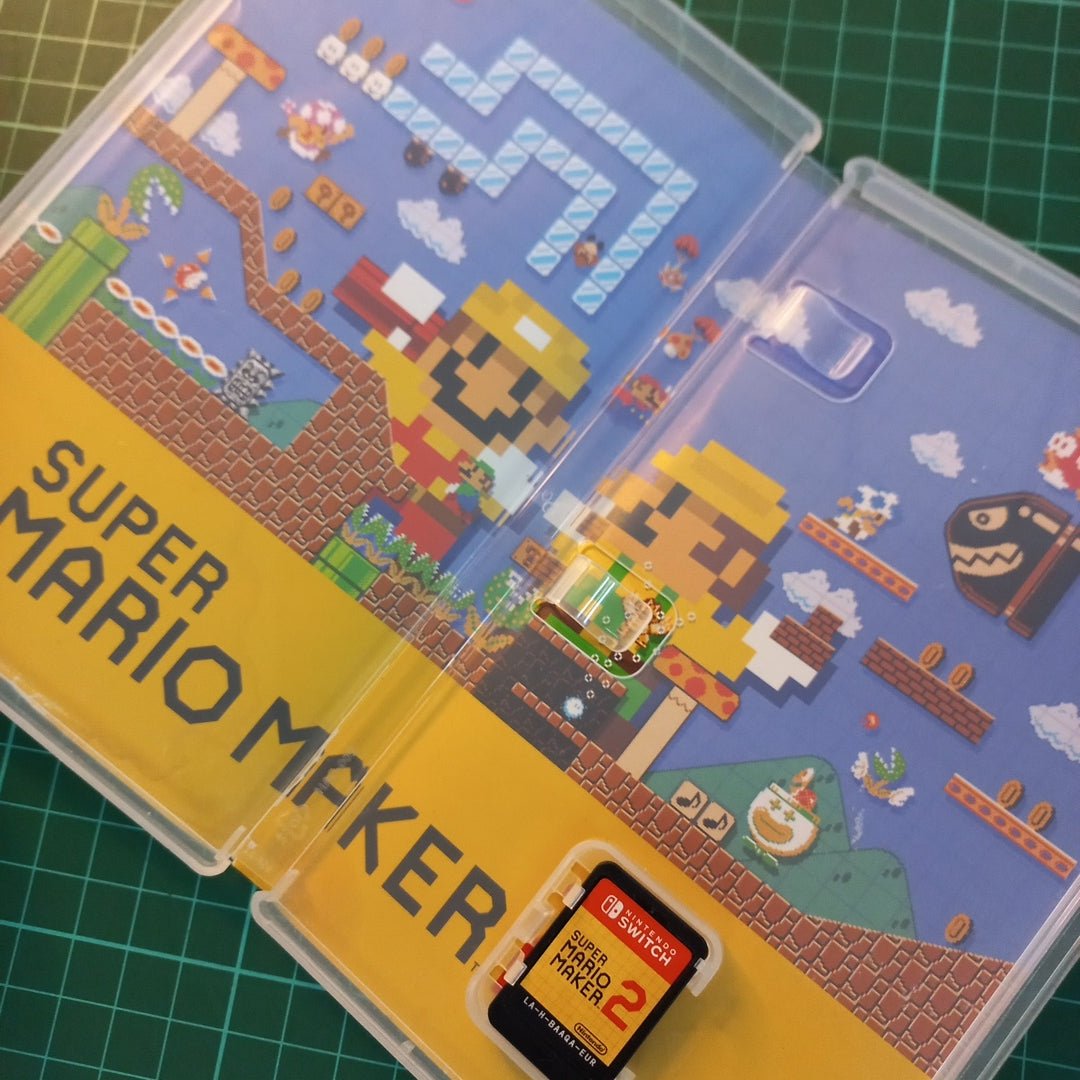 SUPER
MARIO MAKER
NINTENDO
SWITCH
SUPER
MARIO
MAKER 2
Nintendo
LA-H-BAAQA-EUR